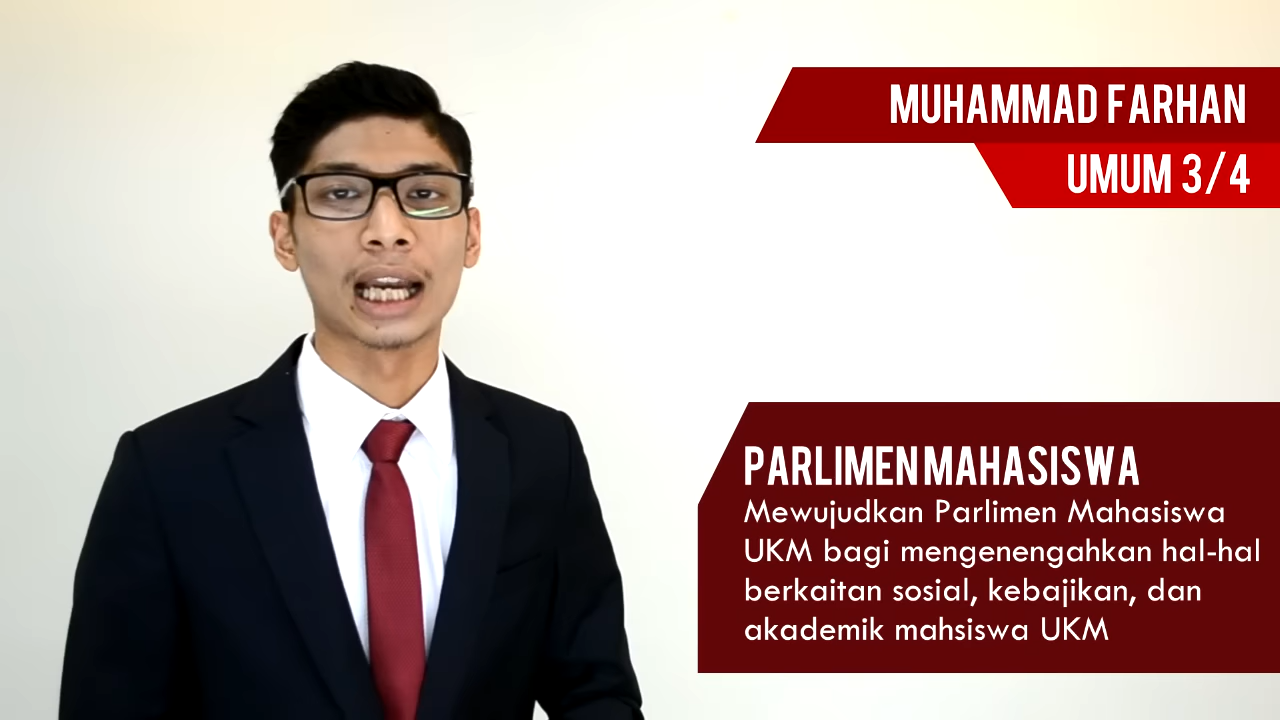 MUHAMMAD FARHAN
UMUM 3/4
PARLIMEN MAHASISWA
Mewujudkan Parlimen Mahasiswa
UKM bagi mengenengahkan hal-hal
berkaitan sosial, kebajikan, dan
akademik mahsiswa UKM